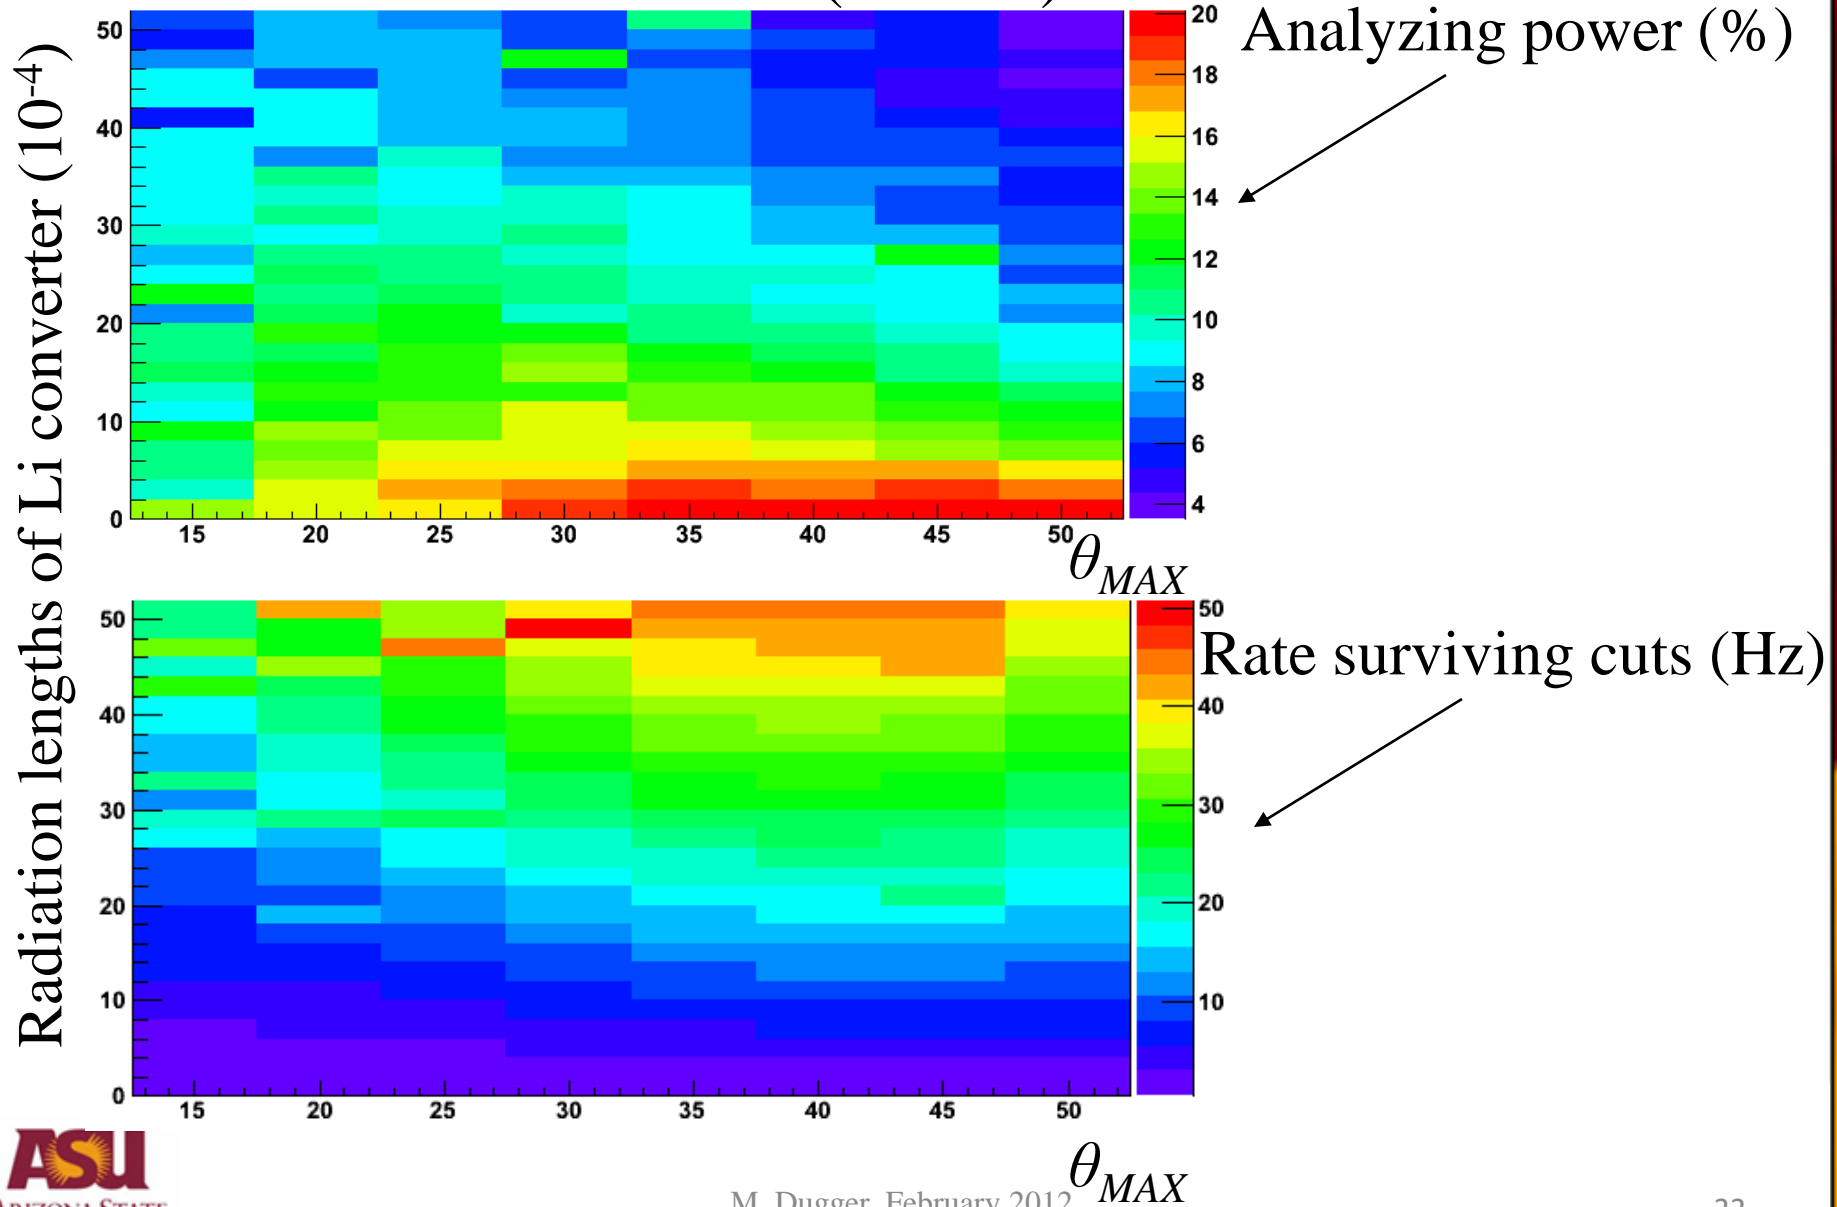 Analyzing power (%)
Radiation lengths of Li converter (10-4)
50
40
30
20
10
0
15 20 25 30 35 40 45 50
20
18
16
14
12
10
8
6
4
θMAX
Rate surviving cuts (Hz)
50
40
30
20
10
0
15 20 25 30 35 40 45 50
50
40
30
20
10
θMAX
ASU
ARIZONA STATE
M. Dugger, February 2012